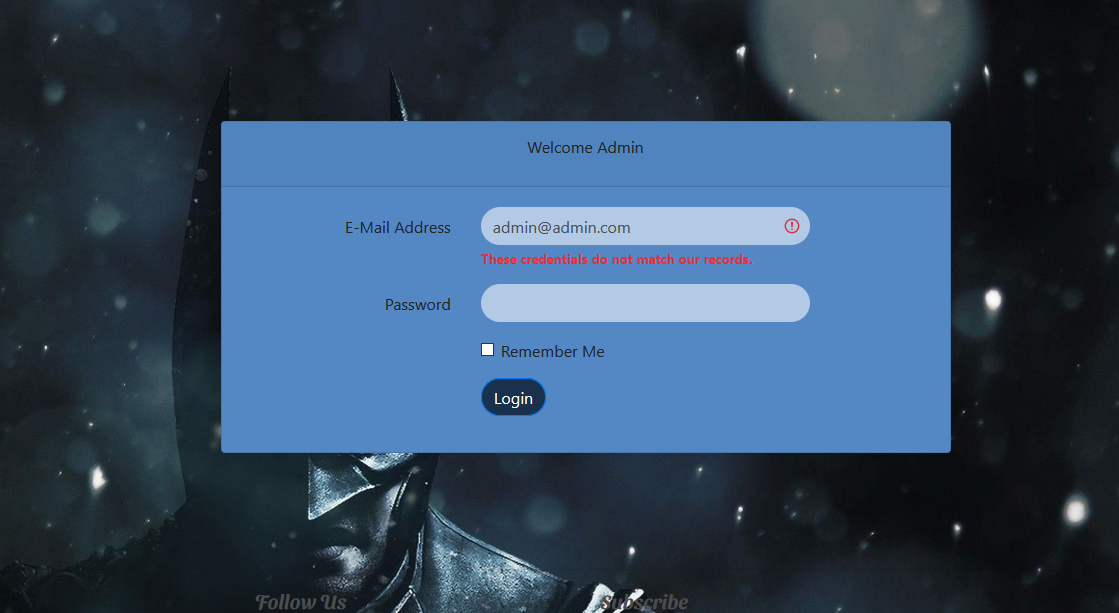 Welcome Admin
E-Mail Address
admin@admin.com
These credentials do not match our records.
Password
Remember Me
Login
Follow Us
Subscribe